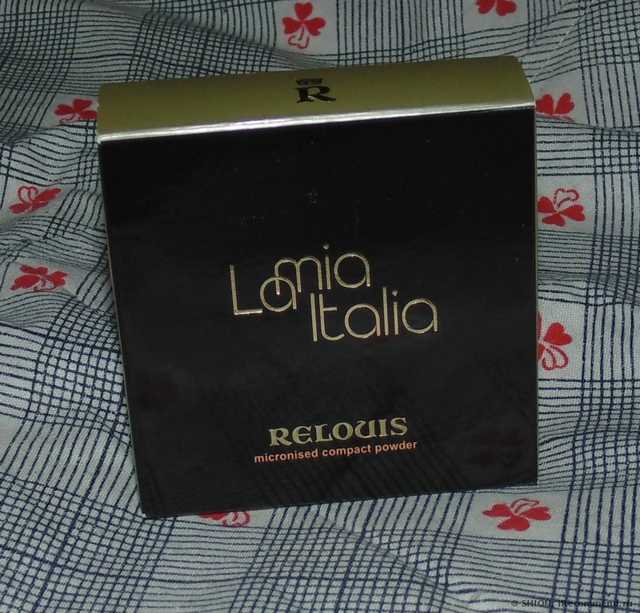 R
La mia
Italia
RELOUIS
micronised compact powder